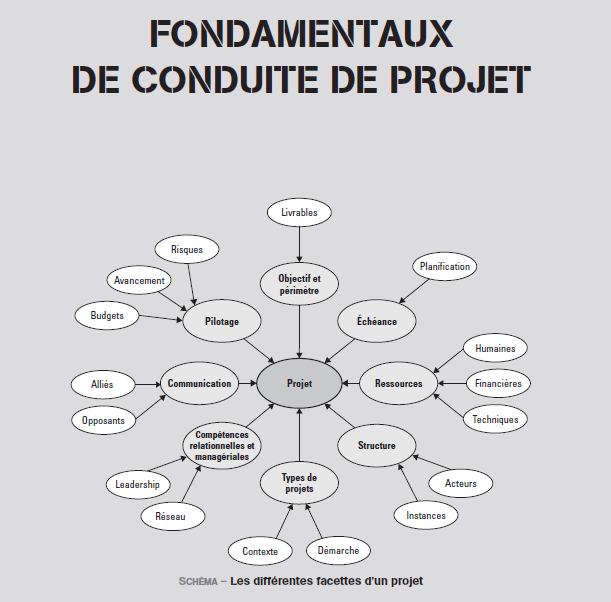 FONDAMENTAUX
DE CONDUITE DE PROJET
Livrables
Risques
Objectif et
périmètre
Planification
Avancement
Budgets
Pilotage
Échéance
Humaines
Alliés
Communication
Projet
Ressources
Financières
Opposants
Techniques
Compétences
relationnelles et
managériales
Structure
Leadership
Types de
projets
Acteurs
Réseau
Instances
Contexte
Démarche
SCHÉMA – Les différentes facettes d'un projet